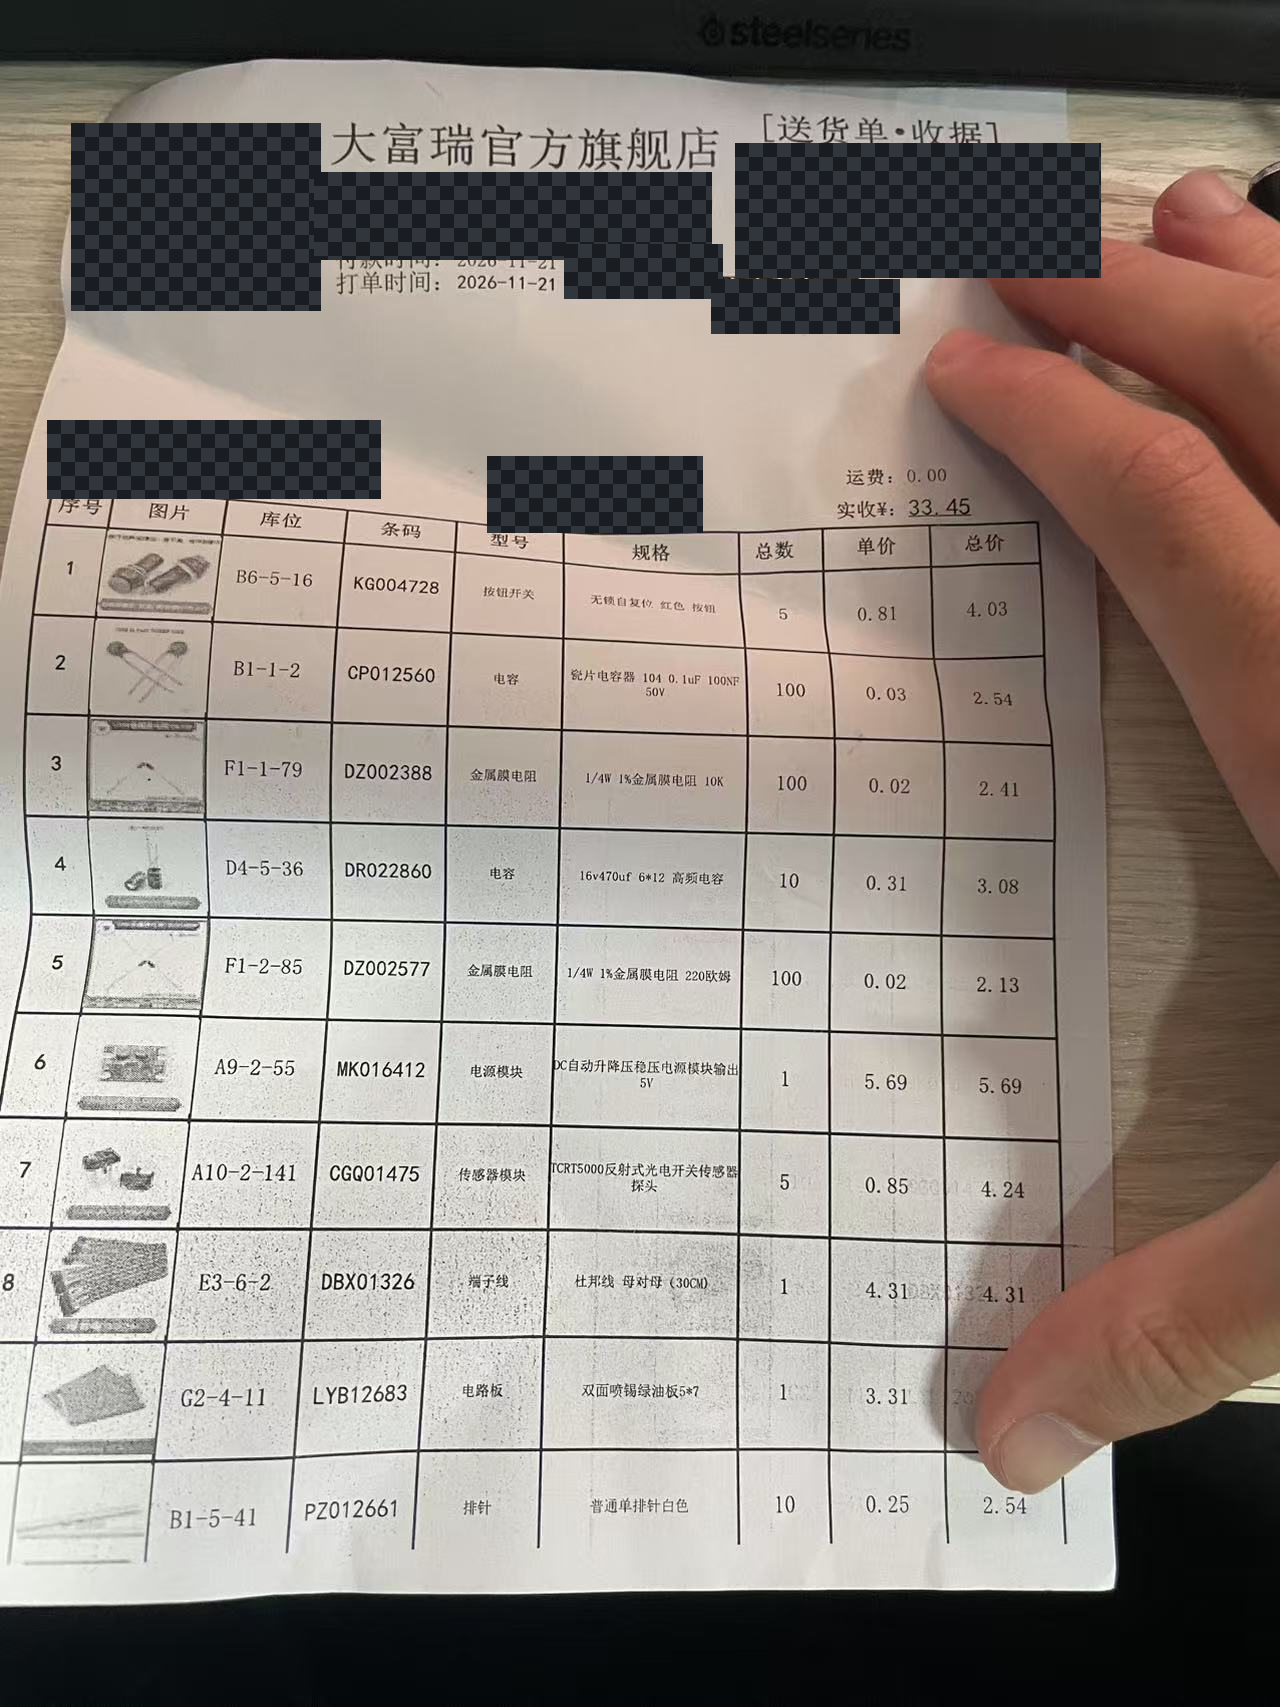 steelseries
大富瑞官方旗舰店
[送货单•收据]
付款时间: 2026-11-21
打单时间: 2026-11-21
运费: 0.00
实收¥: 33.45
序号 图片 库位 条码 型号 规格 总数 单价 总价
1 B6-5-16 KG004728 按钮开关 无锁自复位 红色 按钮 5 0.81 4.03
2 B1-1-2 CP012560 电容 瓷片电容器 104 0.1uF 100NF 50V 100 0.03 2.54
3 F1-1-79 DZ002388 金属膜电阻 1/4W 1%金属膜电阻 10K 100 0.02 2.41
4 D4-5-36 DR022860 电容 16v470uf 6*12 高频电容 10 0.31 3.08
5 F1-2-85 DZ002577 金属膜电阻 1/4W 1%金属膜电阻 220欧姆 100 0.02 2.13
6 A9-2-55 MK016412 电源模块 DC自动升降压稳压电源模块输出 5V 1 5.69 5.69
7 A10-2-141 CGQ01475 传感器模块 TCRT5000反射式光电开关传感器 探头 5 0.85 4.24
8 E3-6-2 DBX01326 端子线 杜邦线 母对母 (30CM) 1 4.31 4.31
G2-4-11 LYB12683 电路板 双面喷锡绿油板5*7 1 3.31
B1-5-41 PZ012661 排针 普通单排针白色 10 0.25 2.54